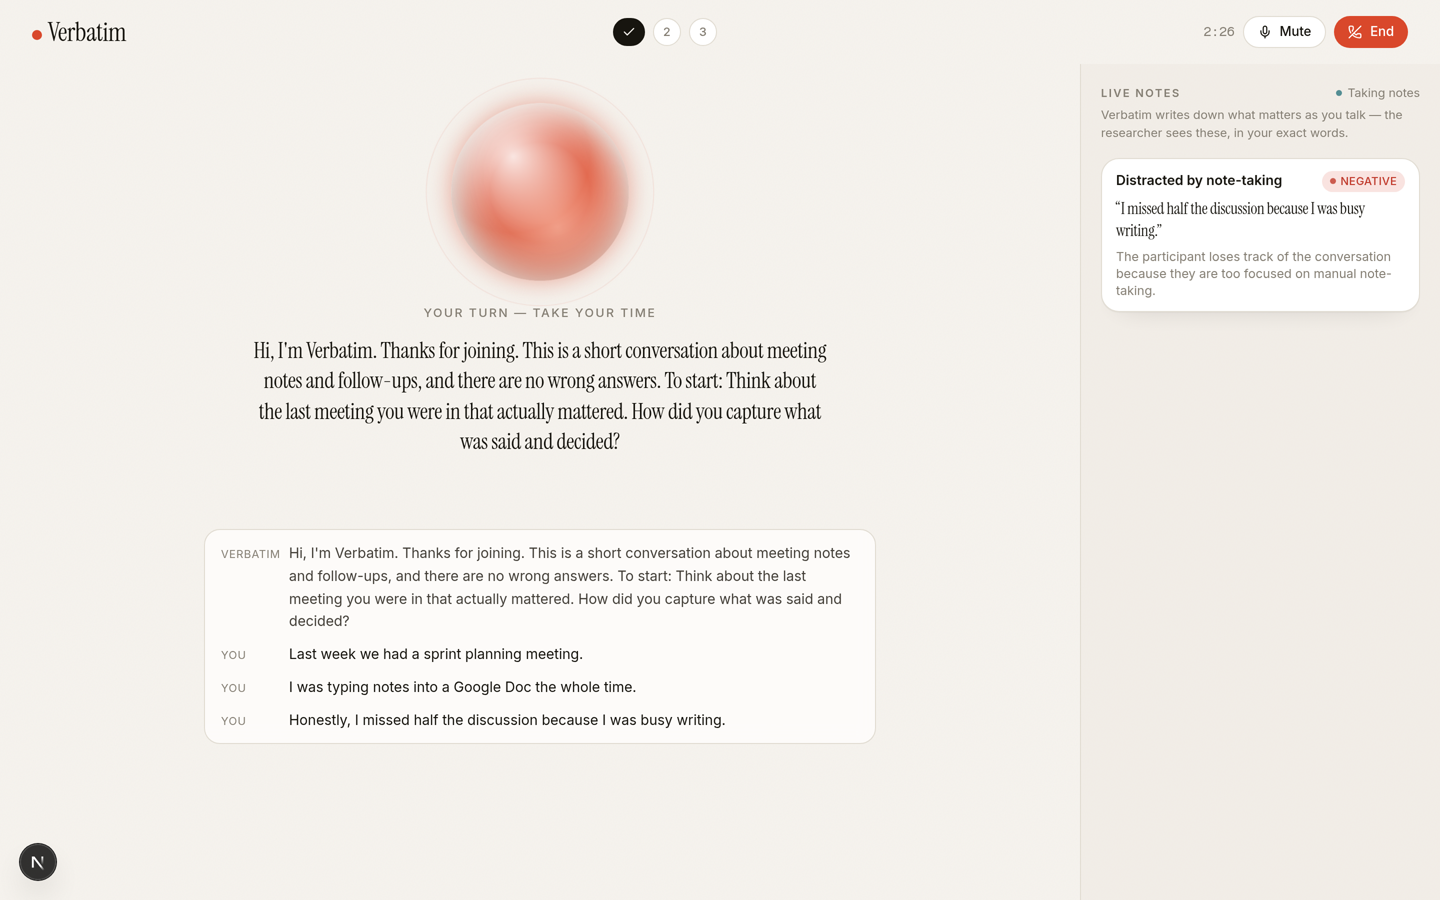 Verbatim
2
3
2:26
Mute
End
YOUR TURN — TAKE YOUR TIME
Hi, I'm Verbatim. Thanks for joining. This is a short conversation about meeting
notes and follow-ups, and there are no wrong answers. To start: Think about
the last meeting you were in that actually mattered. How did you capture what
was said and decided?
VERBATIM Hi, I'm Verbatim. Thanks for joining. This is a short conversation about meeting notes
and follow-ups, and there are no wrong answers. To start: Think about the last
meeting you were in that actually mattered. How did you capture what was said and
decided?
YOU Last week we had a sprint planning meeting.
YOU I was typing notes into a Google Doc the whole time.
YOU Honestly, I missed half the discussion because I was busy writing.
LIVE NOTES
Taking notes
Verbatim writes down what matters as you talk — the
researcher sees these, in your exact words.
Distracted by note-taking
NEGATIVE
“I missed half the discussion because I was busy
writing.”
The participant loses track of the conversation
because they are too focused on manual note-
taking.
N